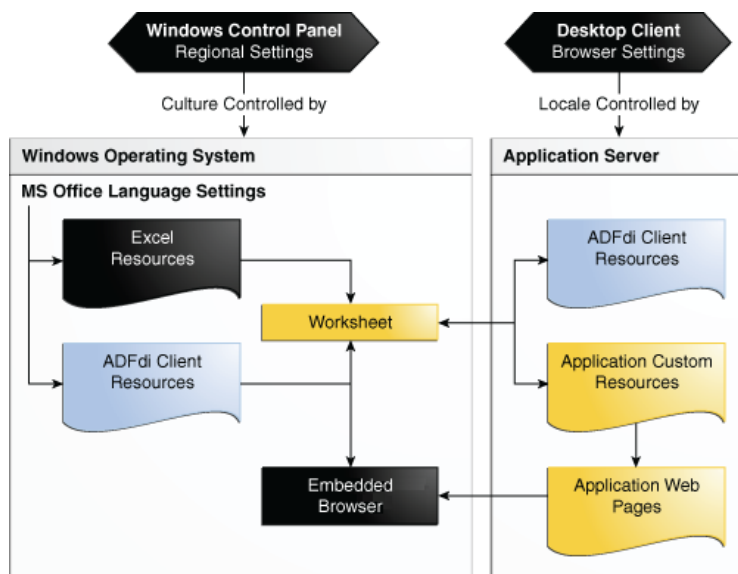 Windows Control Panel
Regional Settings
Desktop Client
Browser Settings
Culture Controlled by
Locale Controlled by
Windows Operating System
Application Server
MS Office Language Settings
Excel
Resources
ADFdi Client
Resources
Worksheet
ADFdi Client
Resources
Application Custom
Resources
Embedded
Browser
Application Web
Pages